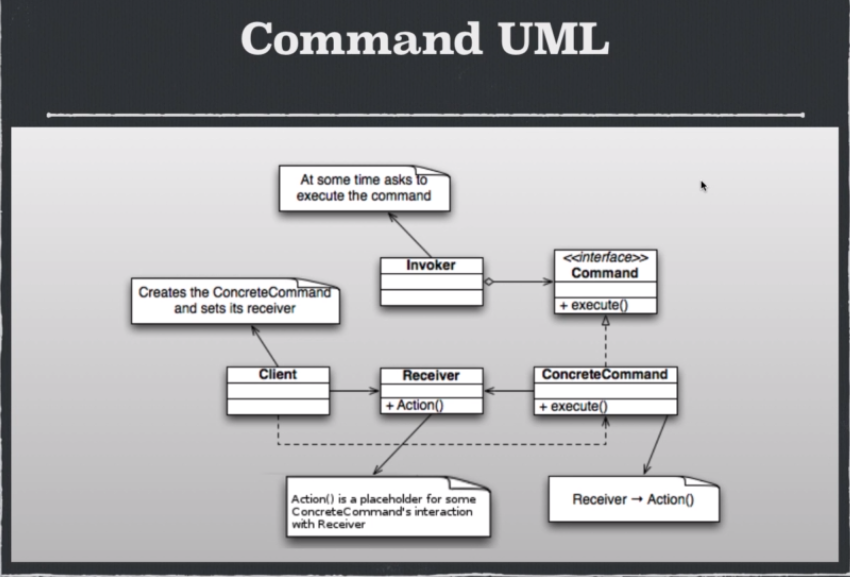 Command UML
At some time asks to
execute the command
Invoker
<<interface>>
Command
+ execute()
Creates the ConcreteCommand
and sets its receiver
Client
Receiver
+ Action()
ConcreteCommand
+ execute()
Action() is a placeholder for some
ConcreteCommand's interaction
with Receiver
Receiver → Action()